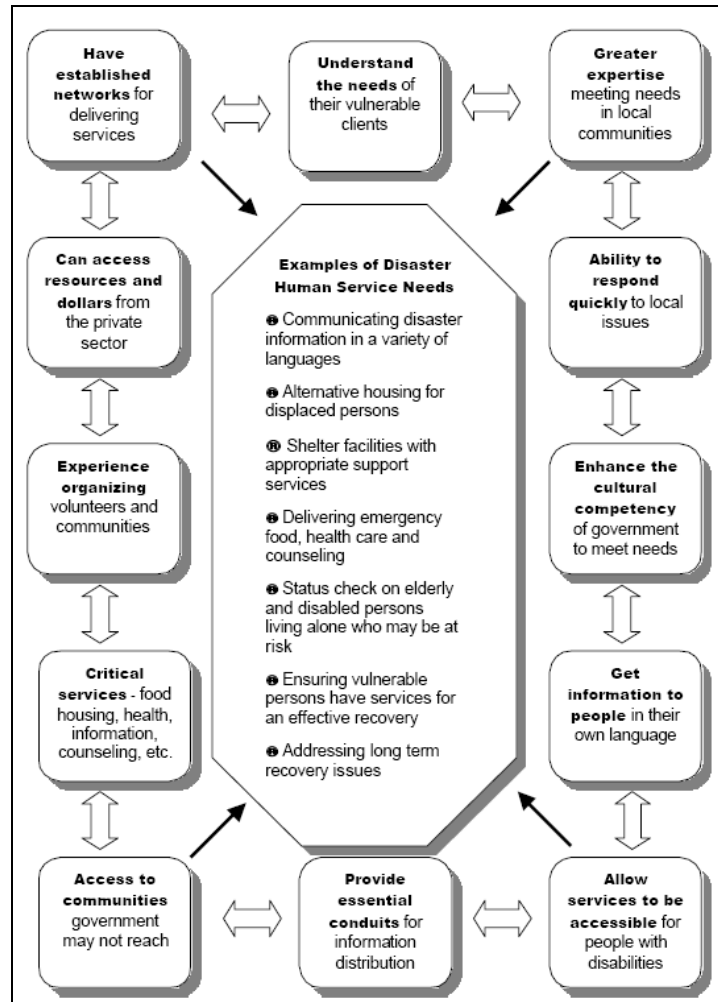 Have
established
networks for
delivering
services
Understand
the needs of
their vulnerable
clients
Greater
expertise
meeting needs
in local
communities
Can access
resources and
dollars from
the private
sector
Ability to
respond
quickly to local
issues
Experience
organizing
volunteers and
communities
Enhance the
cultural
competency
of government
to meet needs
Critical
services - food
housing, health,
information,
counseling, etc.
Get
information to
people in their
own language
Access to
communities
government
may not reach
Provide
essential
conduits for
information
distribution
Allow
services to be
accessible for
people with
disabilities
Examples of Disaster
Human Service Needs
Communicating disaster
information in a variety of
languages
Alternative housing for
displaced persons
Shelter facilities with
appropriate support
services
Delivering emergency
food, health care and
counseling
Status check on elderly
and disabled persons
living alone who may be at
risk
Ensuring vulnerable
persons have services for
an effective recovery
Addressing long term
recovery issues